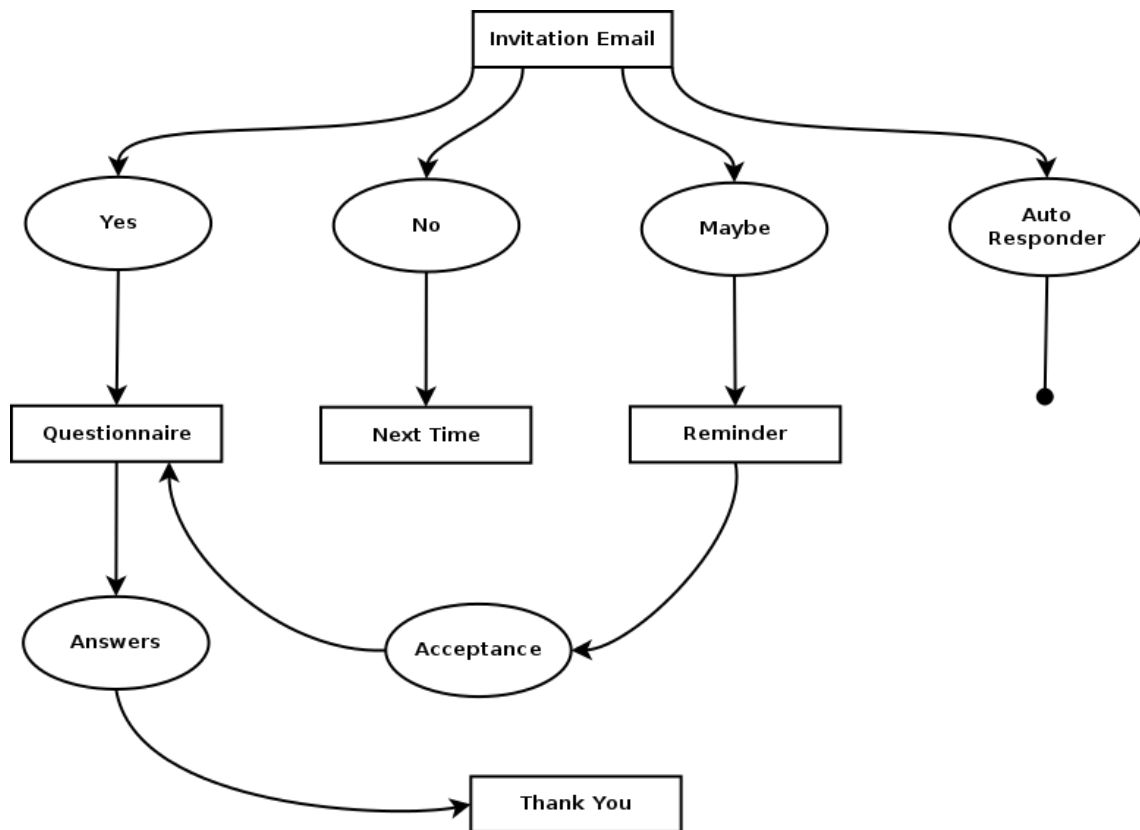 Invitation Email
Yes
No
Maybe
Auto
Responder
Questionnaire
Next Time
Reminder
Answers
Acceptance
Thank You